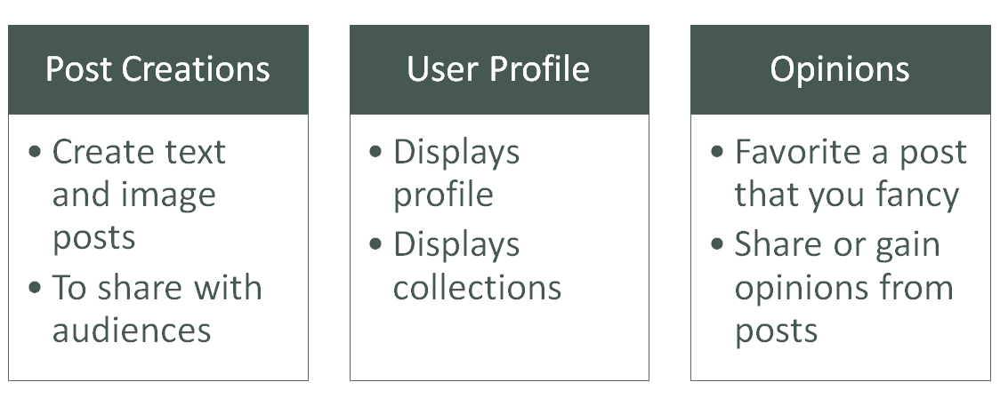 Post Creations
• Create text
and image
posts
• To share with
audiences
User Profile
• Displays
profile
• Displays
collections
Opinions
• Favorite a post
that you fancy
• Share or gain
opinions from
posts